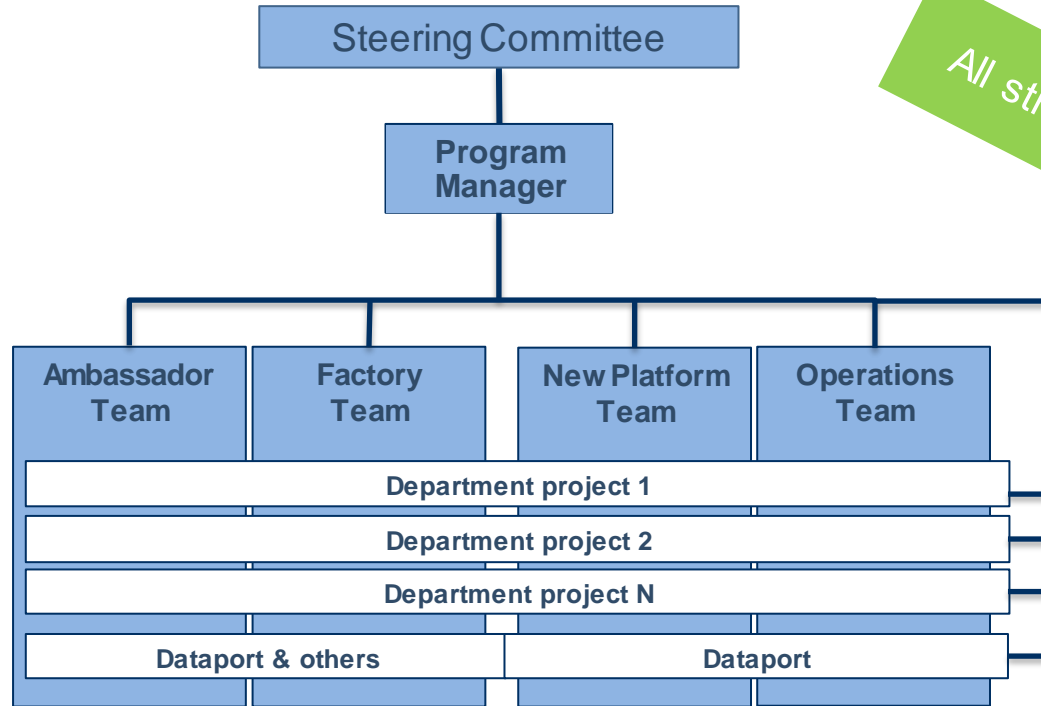 Steering Committee
All
Program
Manager
Ambassador
Team
Factory
Team
New Platform
Team
Operations
Team
Department project 1
Department project 2
Department project N
Dataport & others
Dataport